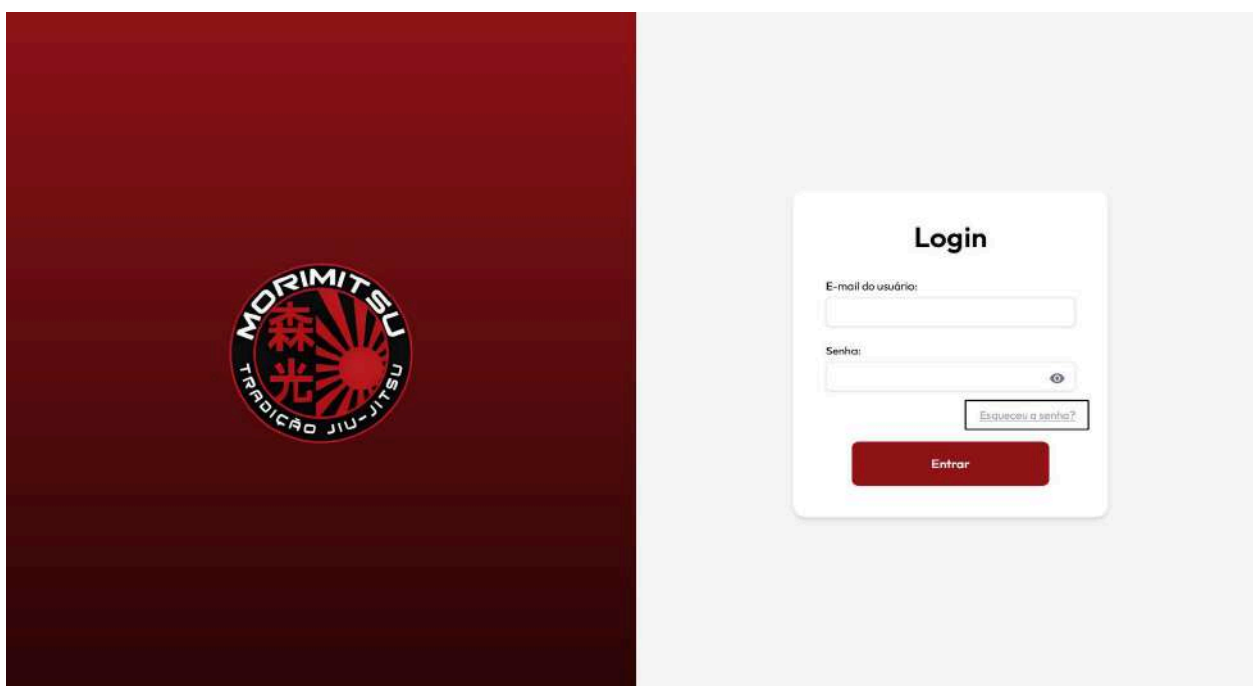 MORIMITSU
森光
TRADIÇÃO JIU-JITSU
Login
E-mail do usuário:
Senha:
Esqueceu a senha?
Entrar